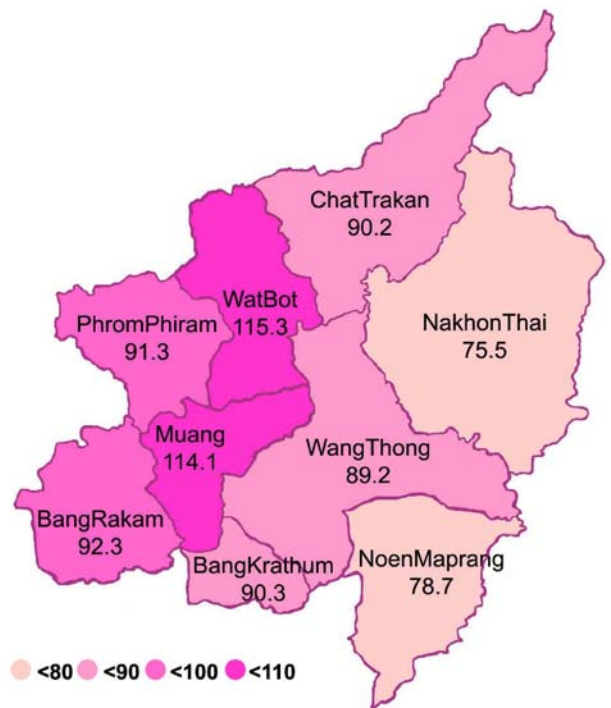 ChatTrakan
90.2
WatBot
115.3
PhromPhiram
91.3
NakhonThai
75.5
Muang
114.1
WangThong
89.2
BangRakam
92.3
BangKrathum
90.3
NoenMaprang
78.7
<80 <90 <100 <110